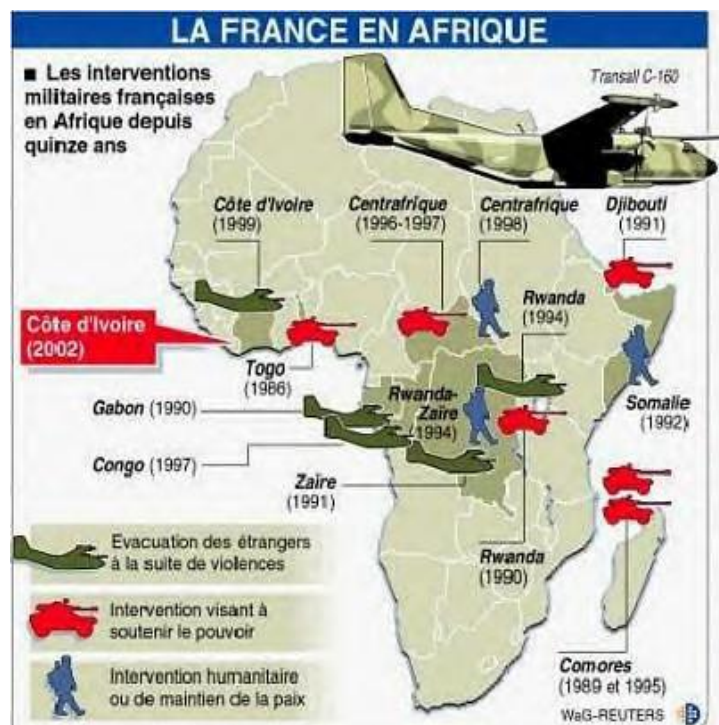 LA FRANCE EN AFRIQUE
■ Les interventions
militaires françaises
en Afrique depuis
quinze ans
Transall C-160
Côte d'Ivoire
(1999)
Centrafrique
(1996-1997)
Centrafrique
(1998)
Djibouti
(1991)
Rwanda
(1994)
Côte d'Ivoire
(2002)
Togo
(1986)
Rwanda-
Zaïre
(1994)
Somalie
(1992)
Gabon (1990)
Congo (1997)
Zaïre
(1991)
Rwanda
(1990)
Comores
(1989 et 1995)
Evacuation des étrangers
à la suite de violences
Intervention visant à
soutenir le pouvoir
Intervention humanitaire
ou de maintien de la paix
WaG-REUTERS